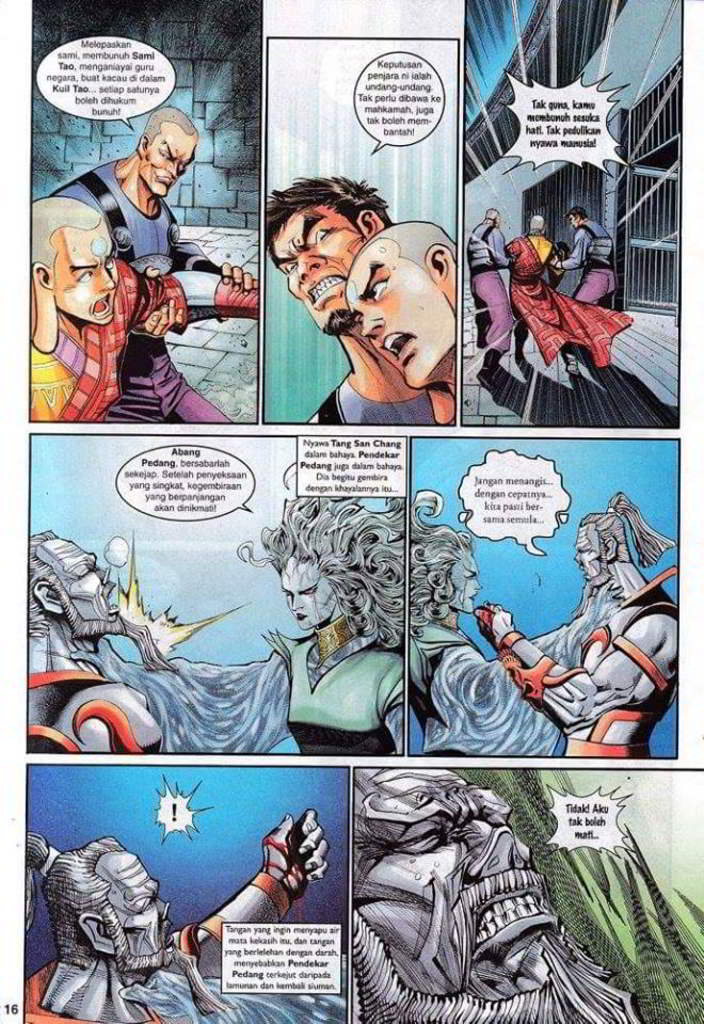 Melepaskan
sami, membunuh Sami
Tao, menganiayai guru
negara, buat kacau di dalam
Kuil Tao... setiap satunya
boleh dihukum
bunuh!
Keputusan
penjara ni ialah
undang-undang.
Tak perlu dibawa ke
mahkamah, juga
tak boleh mem-
bantah!
Tak guna, kamu
membunuh sesuka
hati. Tak pedulikan
nyawa manusia!
Abang
Pedang, bersabarlah
sekejap. Setelah penyeksaan
yang singkat, kegembiraan
yang berpanjangan
akan dinikmati!
Nyawa Tang San Chang
dalam bahaya. Pendekar
Pedang juga dalam bahaya.
Dia begitu gembira
dengan khayalannya itu...
Jangan menangis...
dengan cepatnya...
kita pasti ber-
sama semula...
!
Tangan yang ingin menyapu air
mata kekasih itu, dan tangan
yang berlelehan dengan darah,
menyebabkan Pendekar
Pedang terkejut daripada
lamunan dan kembali siuman.
Tidak! Aku
tak boleh
mati...
16